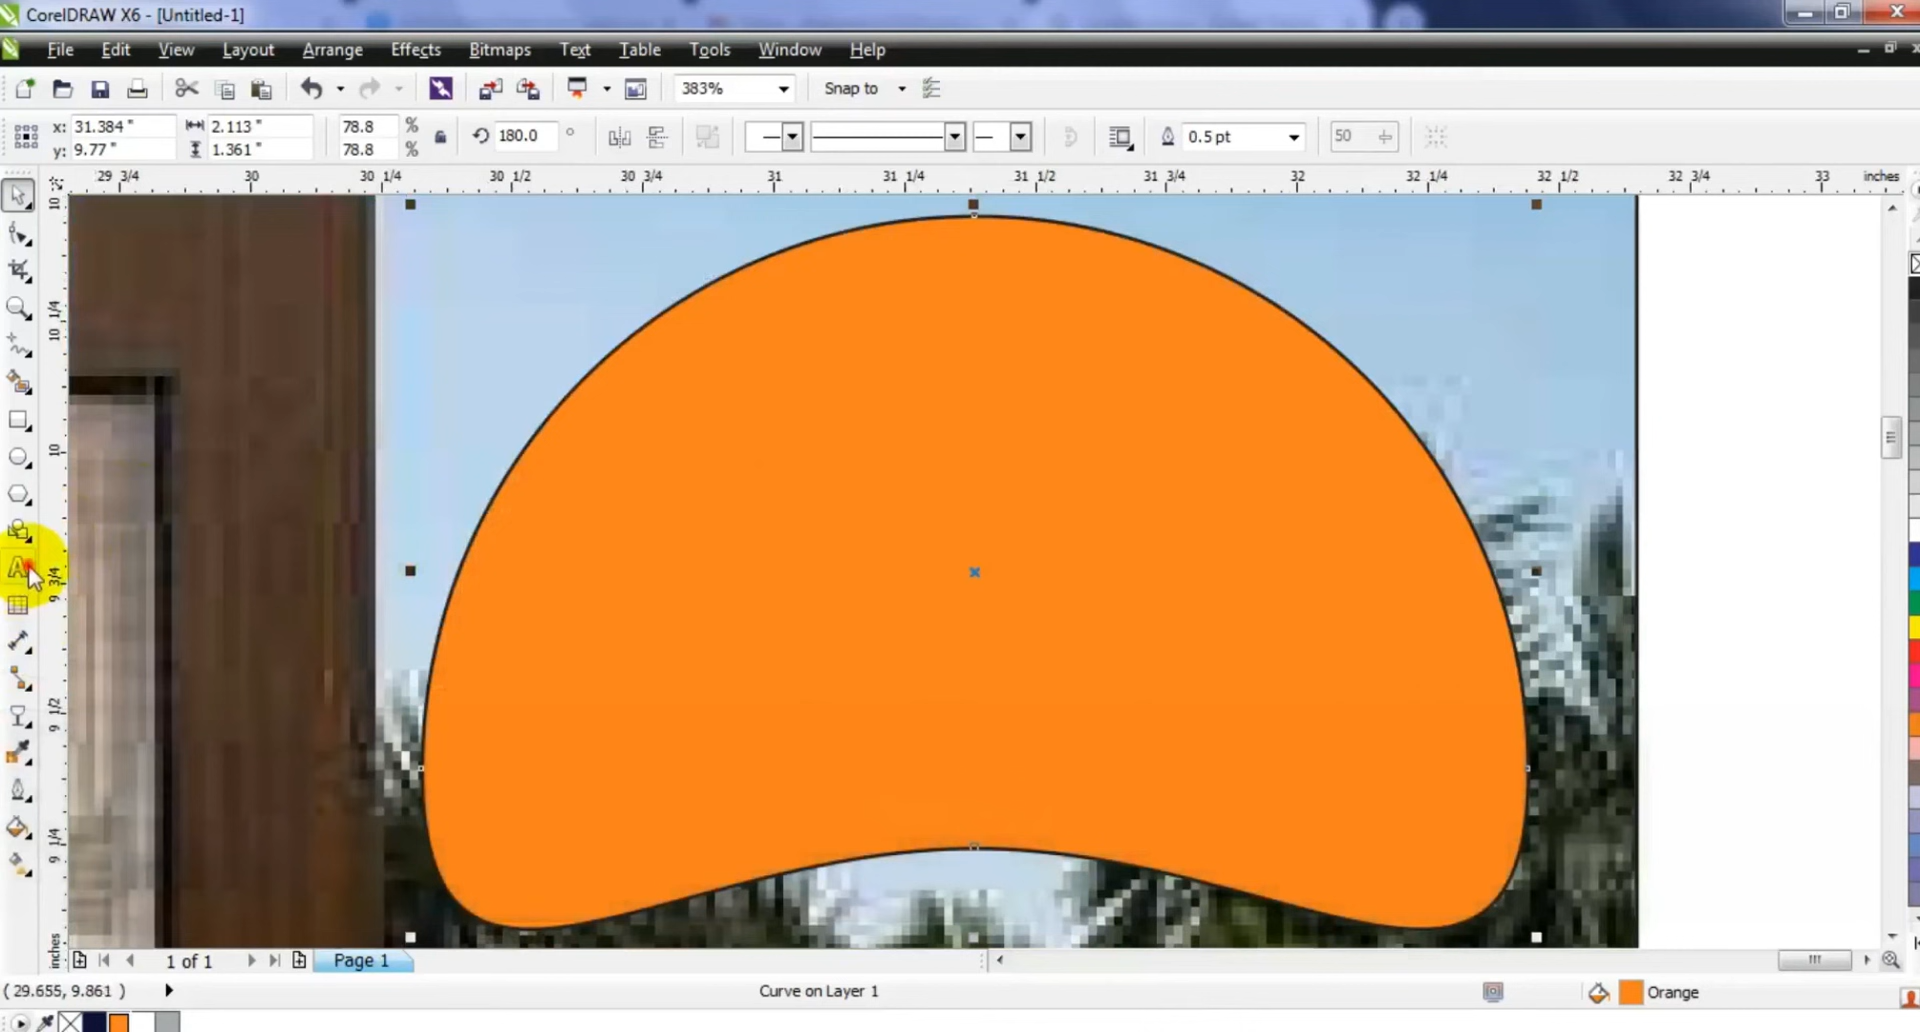 CorelDRAW X6 - [Untitled-1]
File Edit View Layout Arrange Effects Bitmaps Text Table Tools Window Help
383% Snap to
x: 31.384 " 2.113 " 78.8 % 180.0 ° 0.5 pt 50
y: 9.77 " 1.361 " 78.8 %
29 3/4 30 30 1/4 30 1/2 30 3/4 31 31 1/4 31 1/2 31 3/4 32 32 1/4 32 1/2 32 3/4 33 inches
10 1/4
10
9 3/4
9 1/2
9 1/4
inches
1 of 1 Page 1
( 29.655, 9.861 ) Curve on Layer 1 Orange